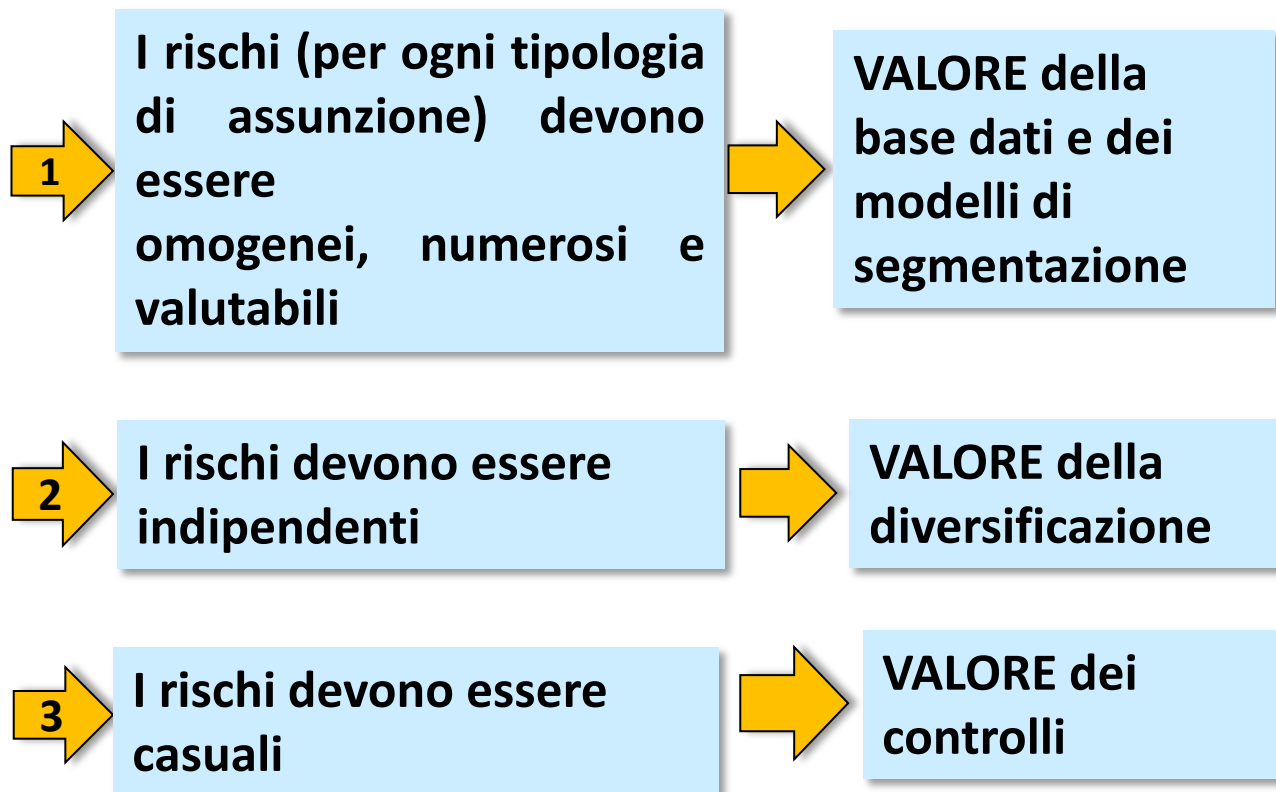 1
I rischi (per ogni tipologia
di assunzione) devono
essere
omogenei, numerosi e
valutabili
VALORE della
base dati e dei
modelli di
segmentazione
2
I rischi devono essere
indipendenti
VALORE della
diversificazione
3
I rischi devono essere
casuali
VALORE dei
controlli